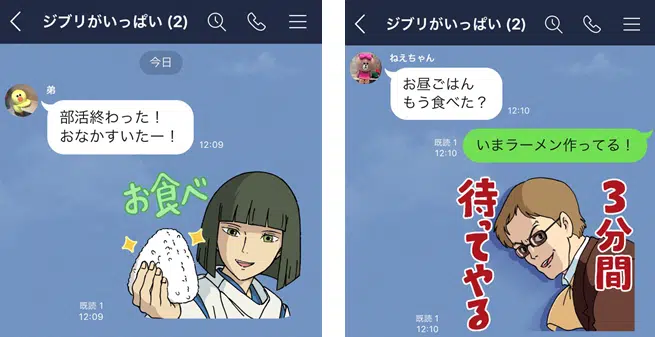 ジブリがいっぱい (2)
今日
弟
部活終わった！
おなかすいたー！
12:09
お食べ
既読 1
12:09
ジブリがいっぱい (2)
ねえちゃん
お昼ごはん
もう食べた？
12:10
既読 1
12:10
いまラーメン作ってる！
3分間
待ってやる
既読 1
12:10